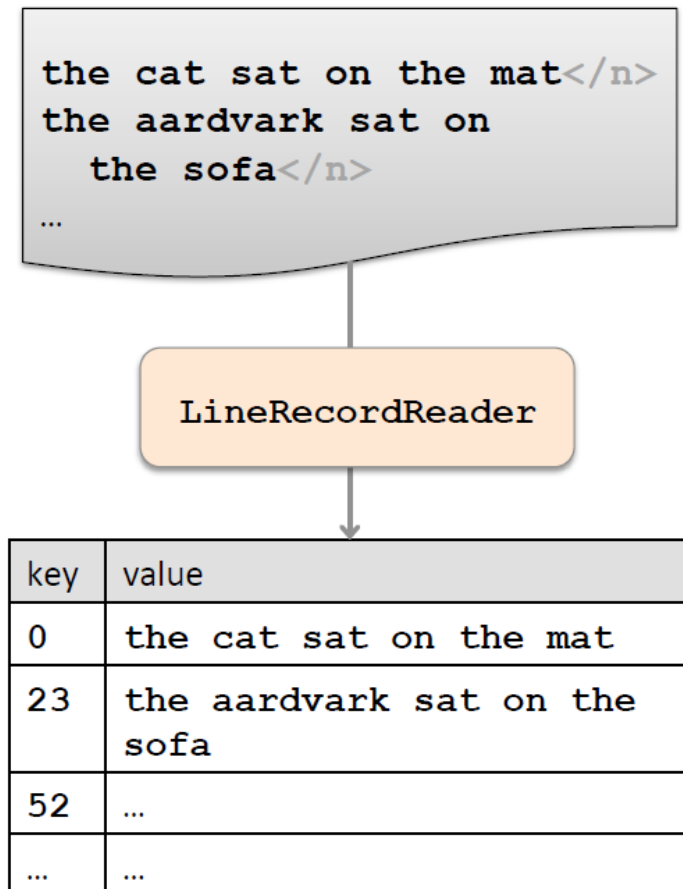 the cat sat on the mat</n>
the aardvark sat on
the sofa</n>
…
LineRecordReader
key value
0 the cat sat on the mat
23 the aardvark sat on the
sofa
52 …
… …